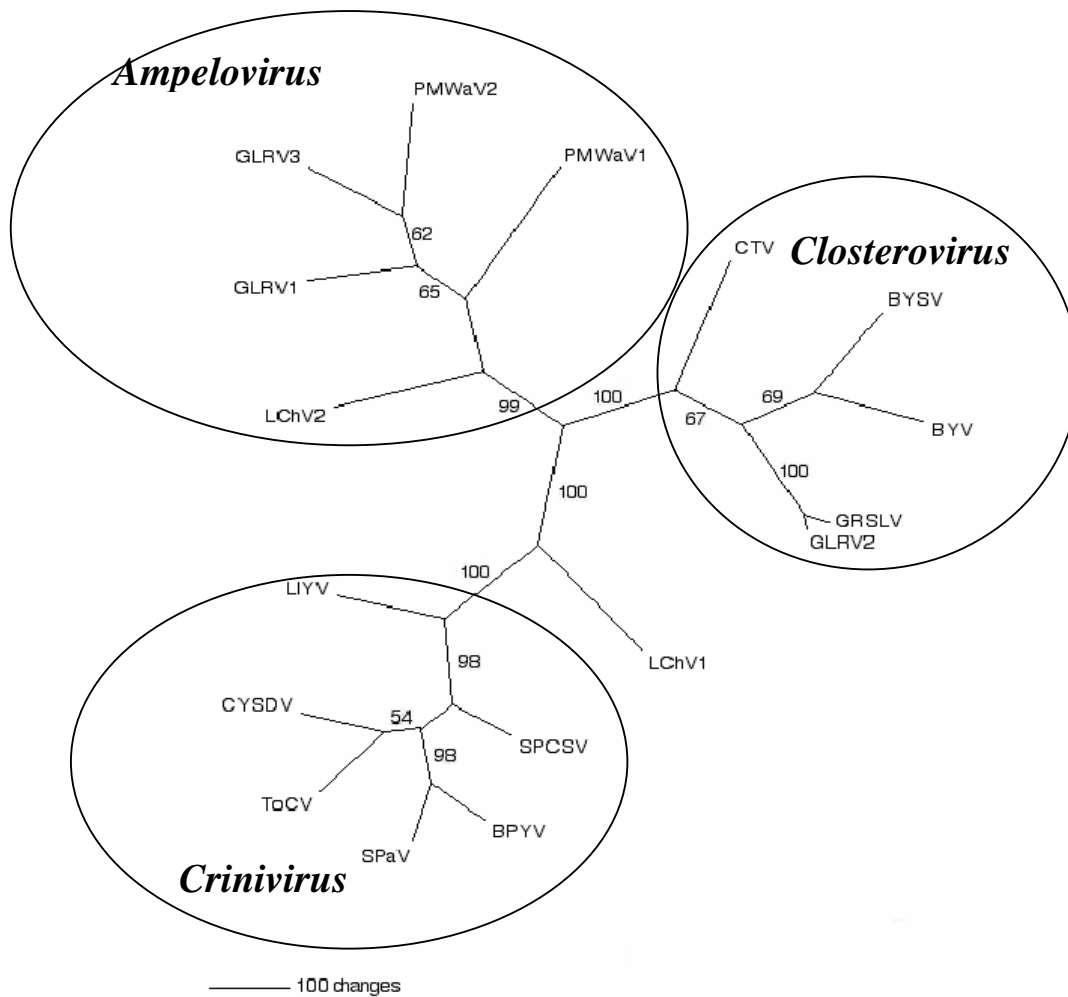 Ampelovirus
PMWaV2
GLRV3
PMWaV1
62
GLRV1
65
LChV2
99
100
CTV
Closterovirus
BYSV
69
67
BYV
100
GRSLV
GLRV2
100
100
LIYV
LChV1
98
CYSDV
54
SPCSV
98
ToCV
BPYV
SPaV
Crinivirus
100 changes